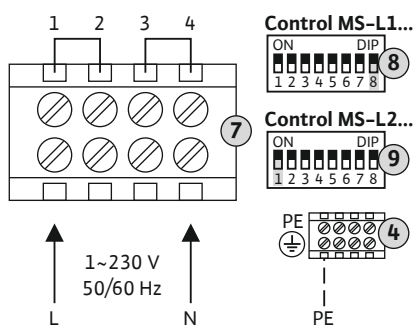 1 2 3 4
7
1~230 V
50/60 Hz
L N
Control MS-L1...
ON DIP
1 2 3 4 5 6 7 8
8
Control MS-L2...
ON DIP
1 2 3 4 5 6 7 8
9
PE
4
PE